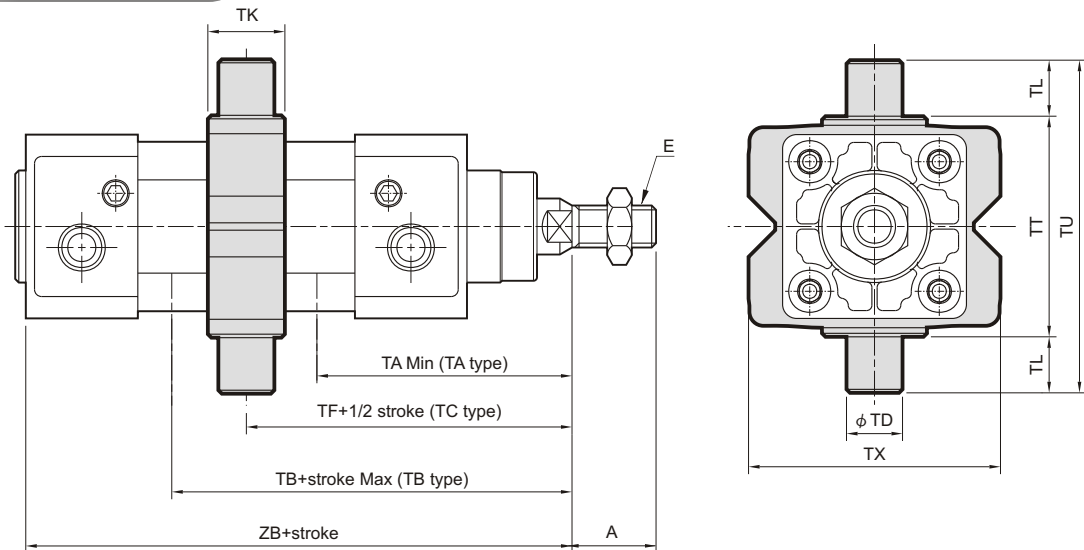 TK
E
TA Min (TA type)
TF+1/2 stroke (TC type)
TB+stroke Max (TB type)
ZB+stroke
A
TL
TT
TU
TL
φ TD
TX